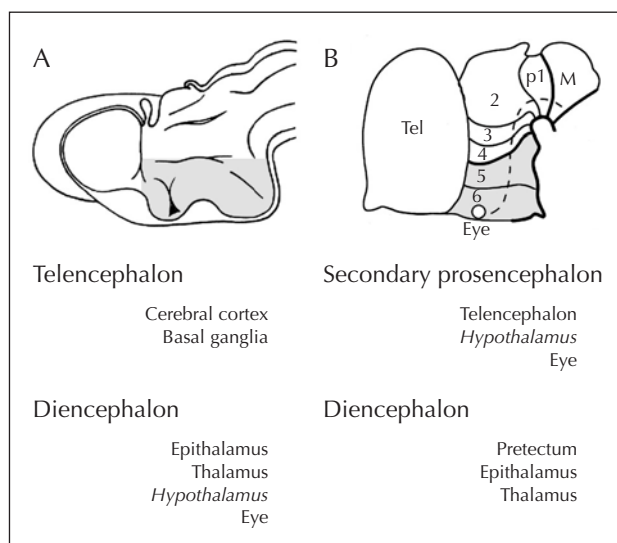 A
B
p1
M
2
Tel
3
4
5
6
Eye
Telencephalon
Cerebral cortex
Basal ganglia
Diencephalon
Epithalamus
Thalamus
Hypothalamus
Eye
Secondary prosencephalon
Telencephalon
Hypothalamus
Eye
Diencephalon
Pretectum
Epithalamus
Thalamus